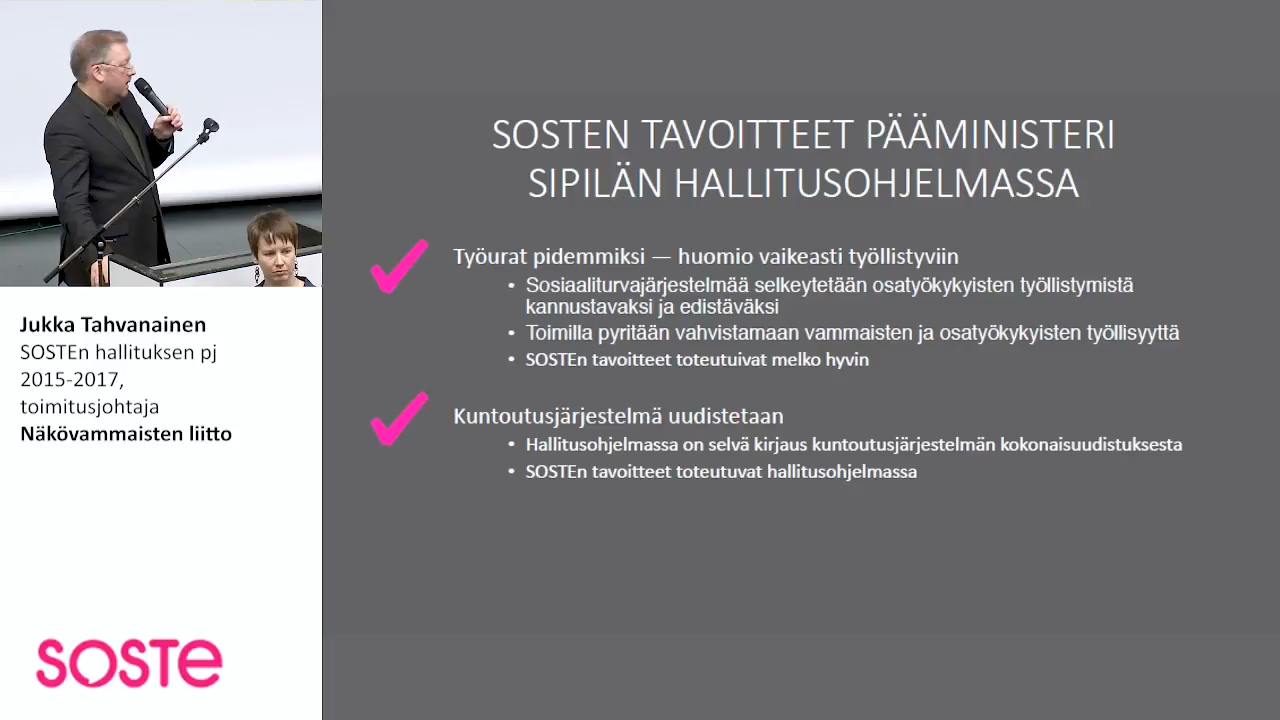 SOSTEN TAVOITTEET PÄÄMINISTERI
SIPILÄN HALLITUSOHJELMASSA
Työurat pidemmiksi — huomio vaikeasti työllistyviin
• Sosiaaliturvajärjestelmää selkeytetään osatyökykyisten työllistymistä
kannustavaksi ja edistäväksi
• Toimilla pyritään vahvistamaan vammaisten ja osatyökykyisten työllisyyttä
• SOSTEn tavoitteet toteutuivat melko hyvin
Kuntoutusjärjestelmä uudistetaan
• Hallitusohjelmassa on selvä kirjaus kuntoutusjärjestelmän kokonaisuudistuksesta
• SOSTEn tavoitteet toteutuvat hallitusohjelmassa
Jukka Tahvanainen
SOSTEn hallituksen pj
2015-2017,
toimitusjohtaja
Näkövammaisten liitto
soste